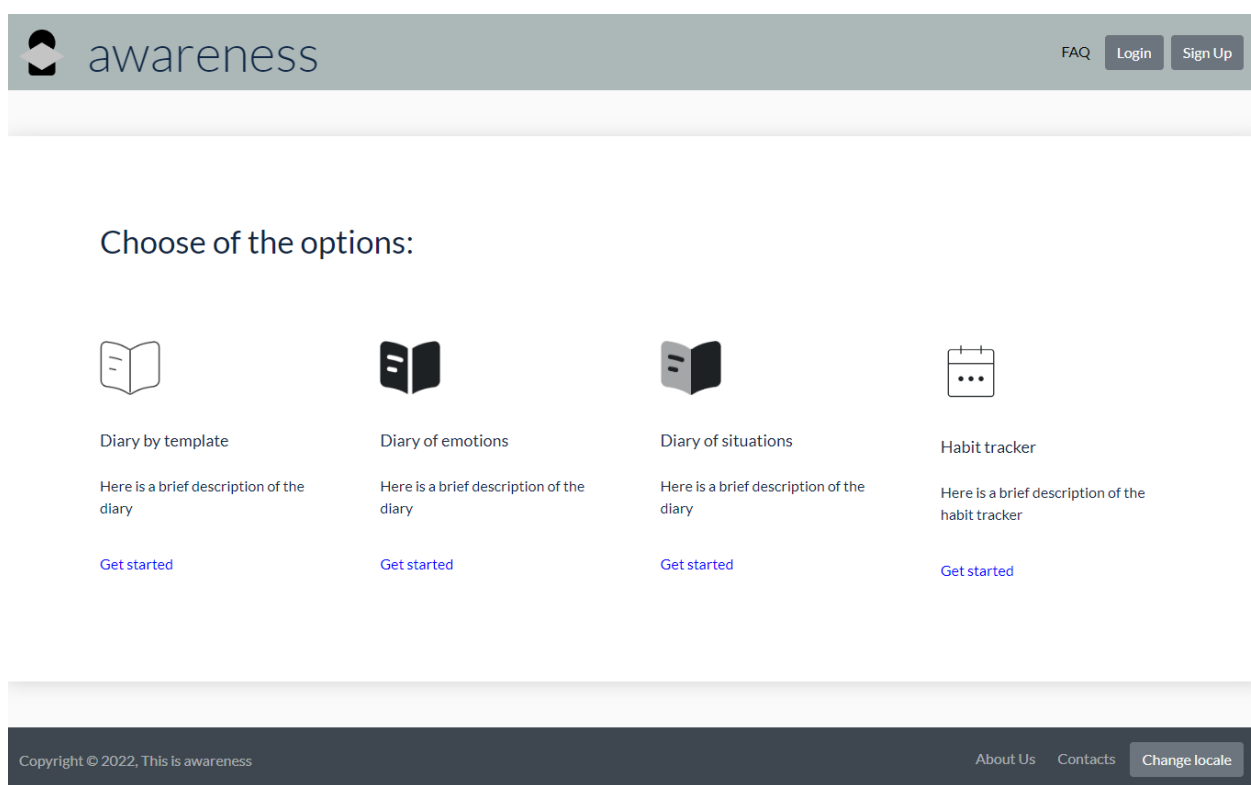 awareness
FAQ Login Sign Up
Choose of the options:
Diary by template
Here is a brief description of the
diary
Get started
Diary of emotions
Here is a brief description of the
diary
Get started
Diary of situations
Here is a brief description of the
diary
Get started
Habit tracker
Here is a brief description of the
habit tracker
Get started
Copyright © 2022, This is awareness
About Us Contacts Change locale